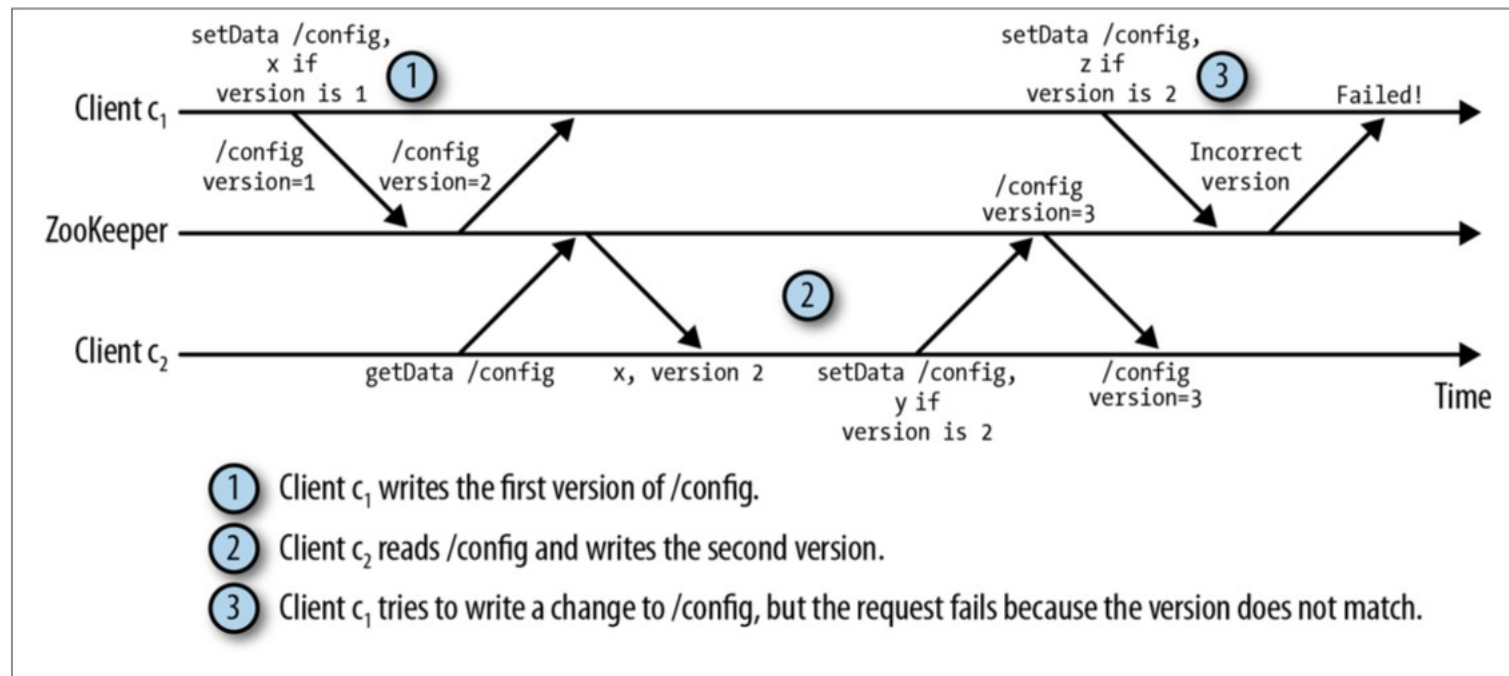 setData /config,
x if
version is 1
1
setData /config,
z if
version is 2
3
Failed!
Client c₁
/config
version=1
/config
version=2
Incorrect
version
/config
version=3
ZooKeeper
2
Client c₂
getData /config
x, version 2
setData /config,
y if
version is 2
/config
version=3
Time
1 Client c₁ writes the first version of /config.
2 Client c₂ reads /config and writes the second version.
3 Client c₁ tries to write a change to /config, but the request fails because the version does not match.